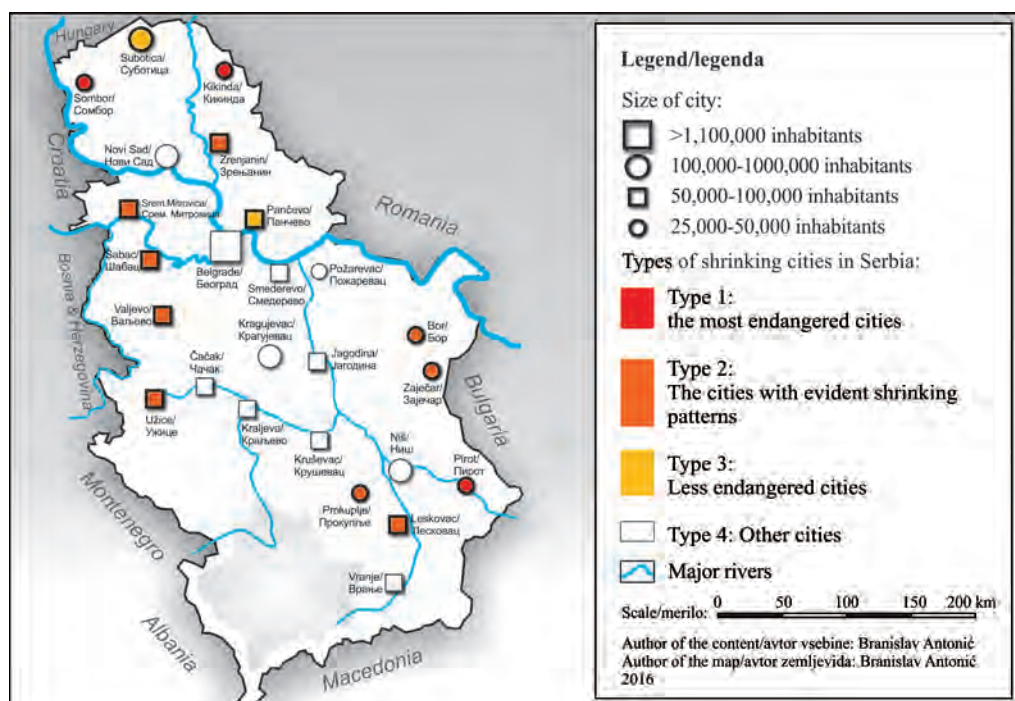 Hungary
Subotica/
Суботица
Sombor/
Сомбор
Kikinda/
Кикинда
Croatia
Novi Sad/
Нови Сад
Zrenjanin/
Зрењанин
Romania
Srem.Mitrovica/
Срем. Митровица
Pančevo/
Панчево
Šabac/
Шабац
Belgrade/
Београд
Smederevo/
Смедерево
Požarevac/
Пожаревац
Bosnia & Herzegovina
Valjevo/
Ваљево
Kragujevac/
Крагујевац
Jagodina/
Јагодина
Bor/
Бор
Čačak/
Чачак
Zaječar/
Зајечар
Bulgaria
Užice/
Ужице
Kraljevo/
Краљево
Kruševac/
Крушевац
Niš/
Ниш
Pirot/
Пирот
Montenegro
Prokuplje/
Прокупље
Leskovac/
Лесковац
Vranje/
Врање
Albania
Macedonia
Legend/legenda
Size of city:
>1,100,000 inhabitants
100,000-1000,000 inhabitants
50,000-100,000 inhabitants
25,000-50,000 inhabitants
Types of shrinking cities in Serbia:
Type 1:
the most endangered cities
Type 2:
The cities with evident shrinking
patterns
Type 3:
Less endangered cities
Type 4: Other cities
Major rivers
Scale/merilo: 0 50 100 150 200 km
Author of the content/avtor vsebine: Branislav Antonić
Author of the map/avtor zemljevida: Branislav Antonić
2016